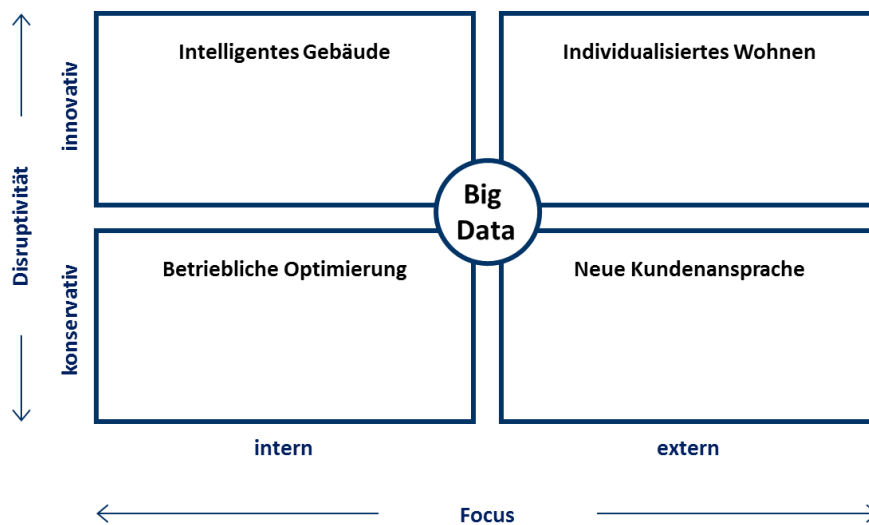 Intelligentes Gebäude
Individualisiertes Wohnen
innovativ
Disruptivität
Big
Data
Betriebliche Optimierung
Neue Kundenansprache
konservativ
intern
extern
Focus